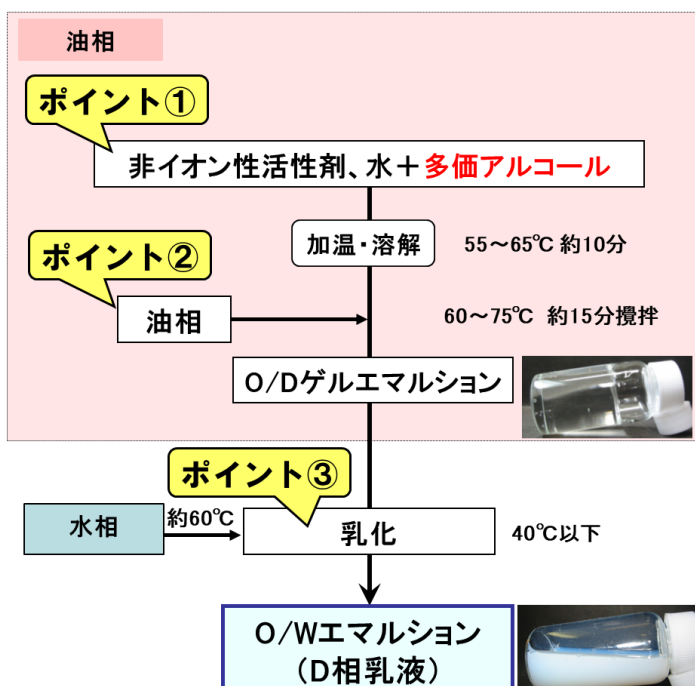 油相
ポイント①
非イオン性活性剤、水＋多価アルコール
加温・溶解
55～65℃ 約10分
ポイント②
油相
60～75℃ 約15分攪拌
O/Dゲルエマルション
ポイント③
水相
約60℃
乳化
40℃以下
O/Wエマルション
（D相乳液）